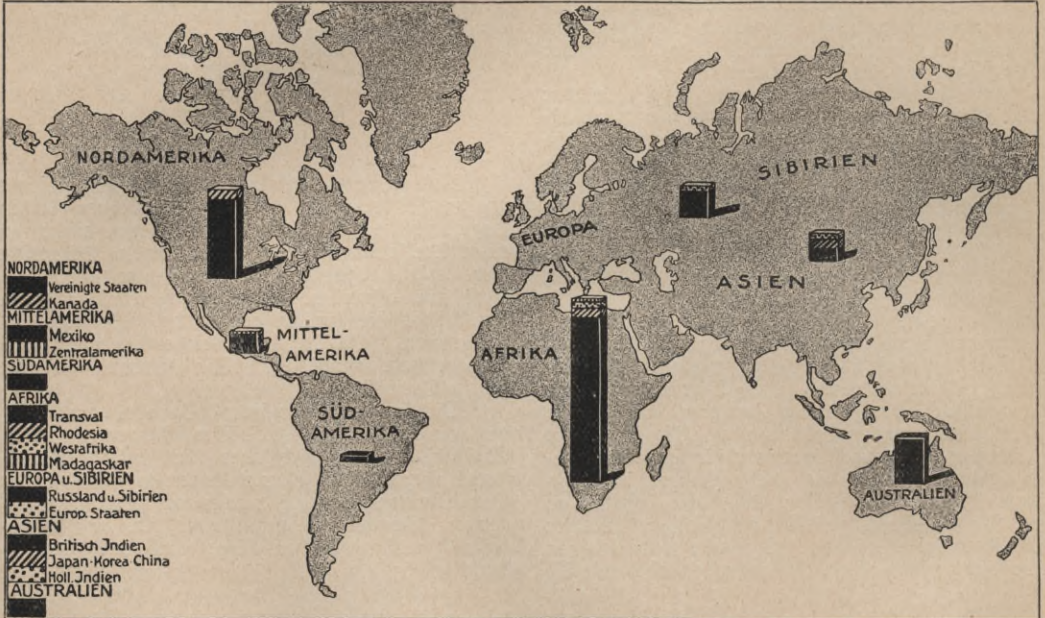 NORDAMERIKA
SIBIRIEN
EUROPA
ASIEN
MITTEL-
AMERIKA
AFRIKA
SÜD-
AMERIKA
AUSTRALIEN
NORDAMERIKA
Vereinigte Staaten
Kanada
MITTELAMERIKA
Mexiko
Zentralamerika
SÜDAMERIKA
AFRIKA
Transval
Rhodesia
Westafrika
Madagaskar
EUROPA u. SIBIRIEN
Russland u. Sibirien
Europ. Staaten
ASIEN
Britisch Jndien
Japan-Korea-China
Holl. Jndien
AUSTRALIEN